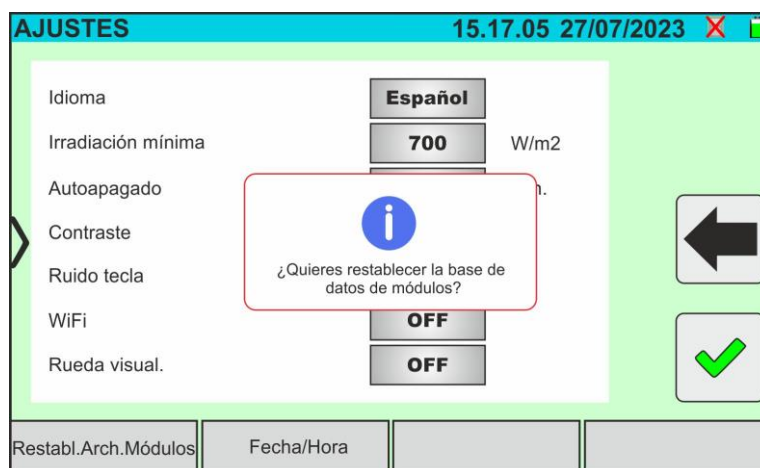 AJUSTES 15.17.05 27/07/2023
Idioma Español
Irradiación mínima 700 W/m2
Autoapagado
Contraste
¿Quieres restablecer la base de
datos de módulos?
Ruido tecla
WiFi OFF
Rueda visual. OFF
Restabl.Arch.Módulos Fecha/Hora